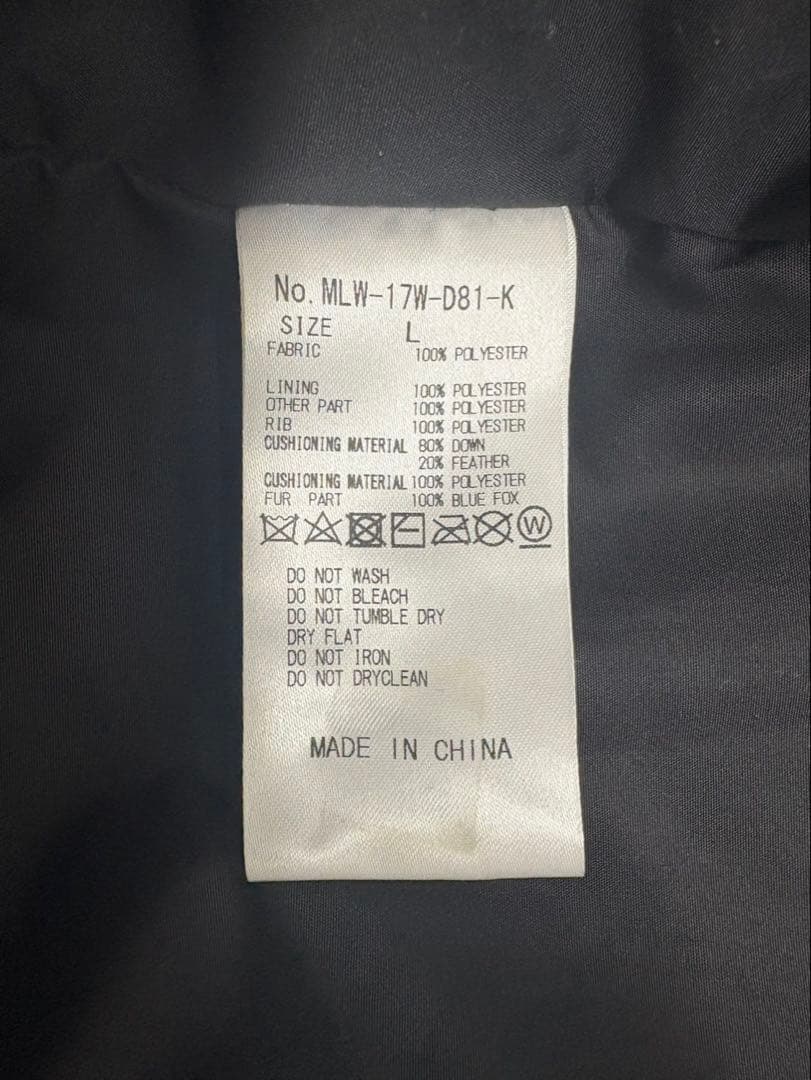 No. MLW-17W-D81-K
SIZE L
FABRIC 100% POLYESTER
LINING 100% POLYESTER
OTHER PART 100% POLYESTER
RIB 100% POLYESTER
CUSHIONING MATERIAL 80% DOWN
20% FEATHER
CUSHIONING MATERIAL 100% POLYESTER
FUR PART 100% BLUE FOX
W
DO NOT WASH
DO NOT BLEACH
DO NOT TUMBLE DRY
DRY FLAT
DO NOT IRON
DO NOT DRYCLEAN
MADE IN CHINA